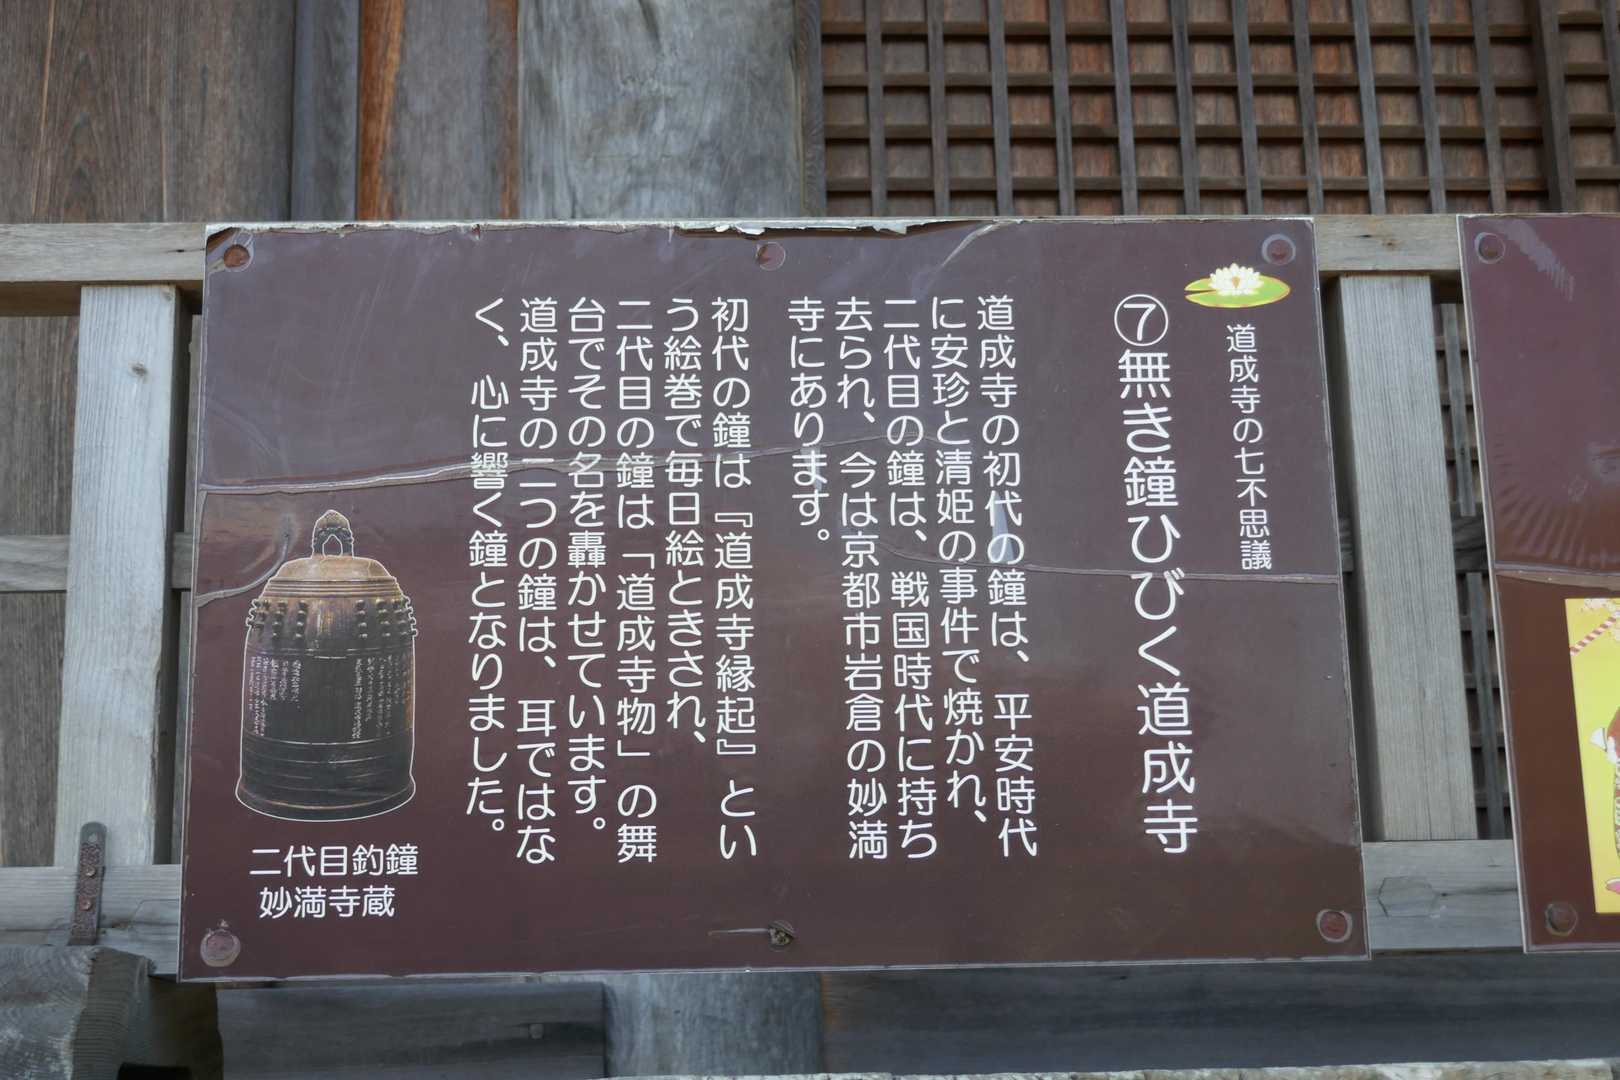 道成寺の七不思議
⑦無き鐘ひびく道成寺
道成寺の初代の鐘は、平安時代
に安珍と清姫の事件で焼かれ、
二代目の鐘は、戦国時代に持ち
去られ、今は京都市岩倉の妙満
寺にあります。
初代の鐘は『道成寺縁起』とい
う絵巻で毎日絵ときされ、
二代目の鐘は「道成寺物」の舞
台でその名を轟かせています。
道成寺の二つの鐘は、耳ではな
く、心に響く鐘となりました。
二代目釣鐘
妙満寺蔵